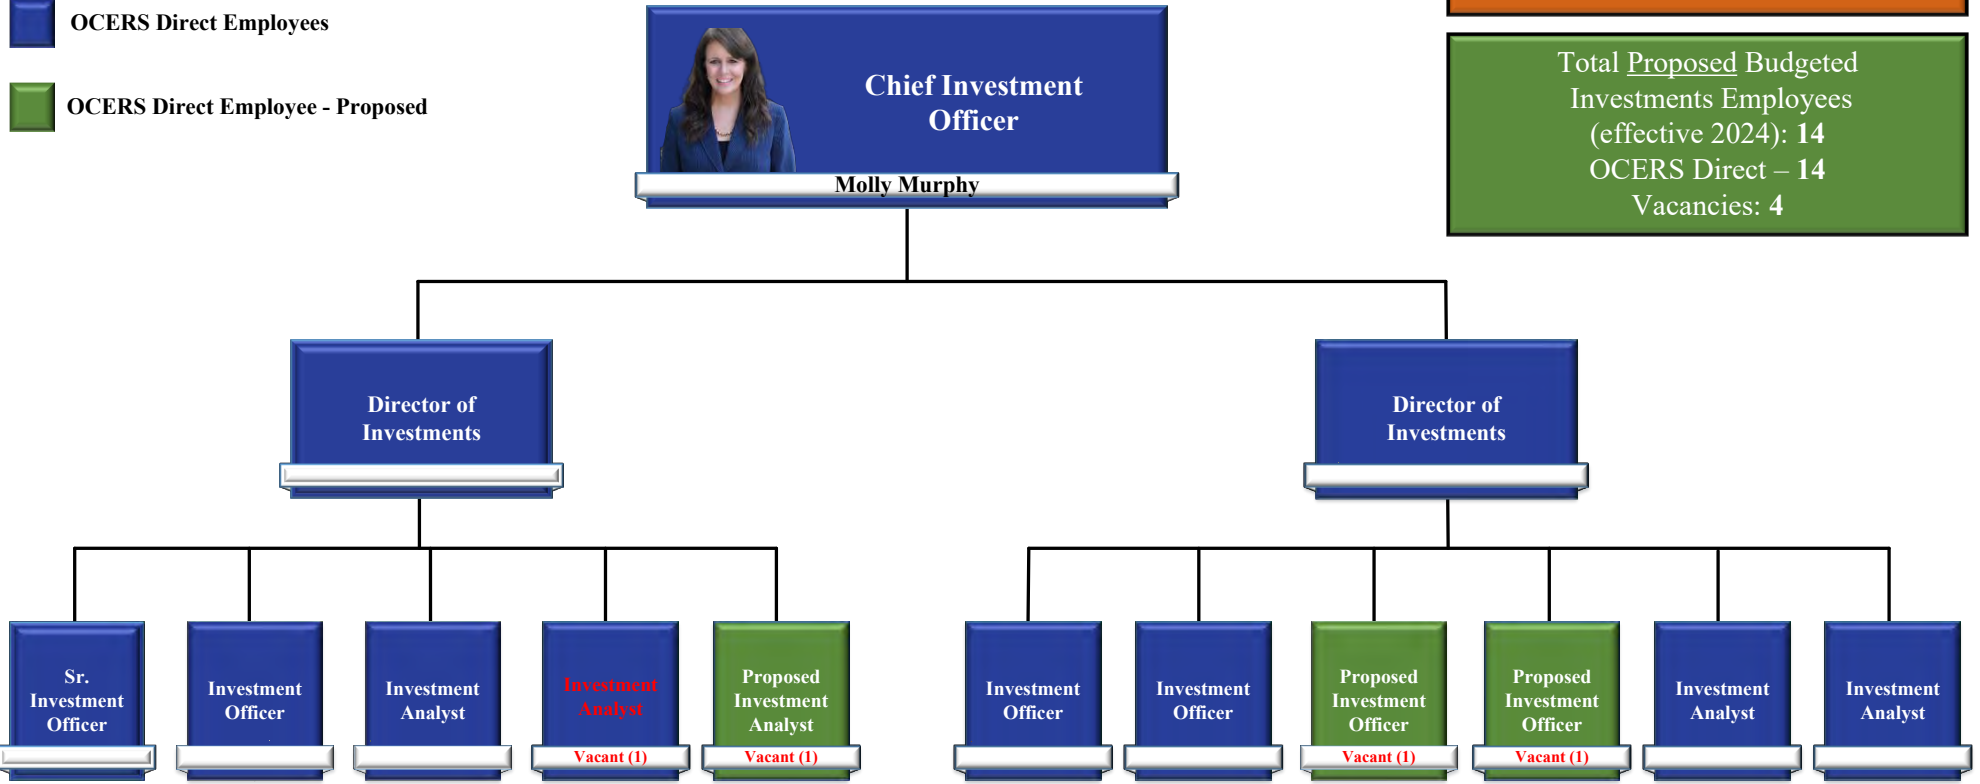 OCERS Direct Employees
OCERS Direct Employee - Proposed
Chief Investment
Officer
Molly Murphy
Total Proposed Budgeted
Investments Employees
(effective 2024): 14
OCERS Direct – 14
Vacancies: 4
Director of
Investments
Director of
Investments
Sr.
Investment
Officer
Investment
Officer
Investment
Analyst
Investment
Analyst
Vacant (1)
Proposed
Investment
Analyst
Vacant (1)
Investment
Officer
Investment
Officer
Proposed
Investment
Officer
Vacant (1)
Proposed
Investment
Officer
Vacant (1)
Investment
Analyst
Investment
Analyst